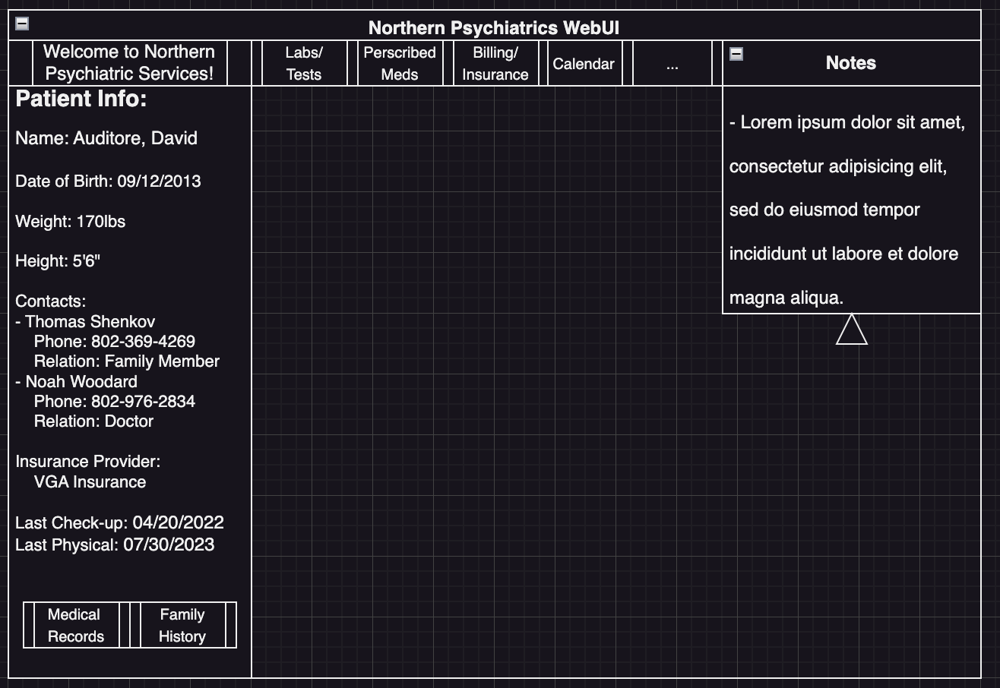 Northern Psychiatrics WebUI
Welcome to Northern
Psychiatric Services!
Labs/
Tests
Perscribed
Meds
Billing/
Insurance
Calendar
...
Notes
Patient Info:
Name: Auditore, David
Date of Birth: 09/12/2013
Weight: 170lbs
Height: 5'6"
Contacts:
- Thomas Shenkov
Phone: 802-369-4269
Relation: Family Member
- Noah Woodard
Phone: 802-976-2834
Relation: Doctor
Insurance Provider:
VGA Insurance
Last Check-up: 04/20/2022
Last Physical: 07/30/2023
Medical
Records
Family
History
- Lorem ipsum dolor sit amet,
consectetur adipisicing elit,
sed do eiusmod tempor
incididunt ut labore et dolore
magna aliqua.